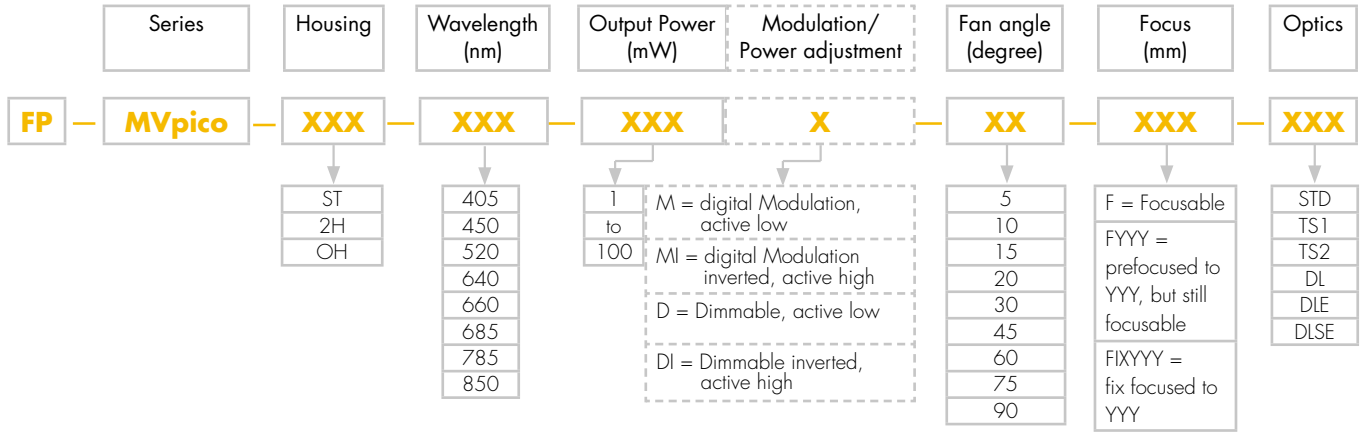 Series
Housing
Wavelength
(nm)
Output Power
(mW)
Modulation/
Power adjustment
Fan angle
(degree)
Focus
(mm)
Optics
FP — MVpico — XXX — XXX — XXX X — XX — XXX — XXX
ST
2H
OH
405
450
520
640
660
685
785
850
1
to
100
M = digital Modulation,
active low
MI = digital Modulation
inverted, active high
D = Dimmable, active low
DI = Dimmable inverted,
active high
5
10
15
20
30
45
60
75
90
F = Focusable
FYYY =
prefocused to
YYY, but still
focusable
FIXYYY =
fix focused to
YYY
STD
TS1
TS2
DL
DLE
DLSE